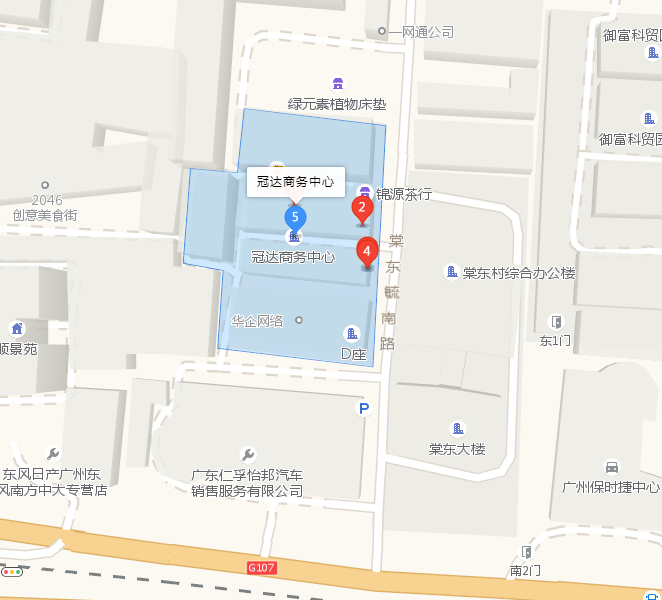 一网通公司
御富科贸园
绿元素植物床垫
御富科贸园
冠达商务中心
2046
创意美食街
锦源茶行
2
5
4
冠达商务中心
棠东毓南路
棠东村综合办公楼
华企网络
D座
东1门
顺景苑
P
棠东大楼
东风日产广州东
风南方中大专营店
广东仁孚怡邦汽车
销售服务有限公司
广州保时捷中心
G107
南2门